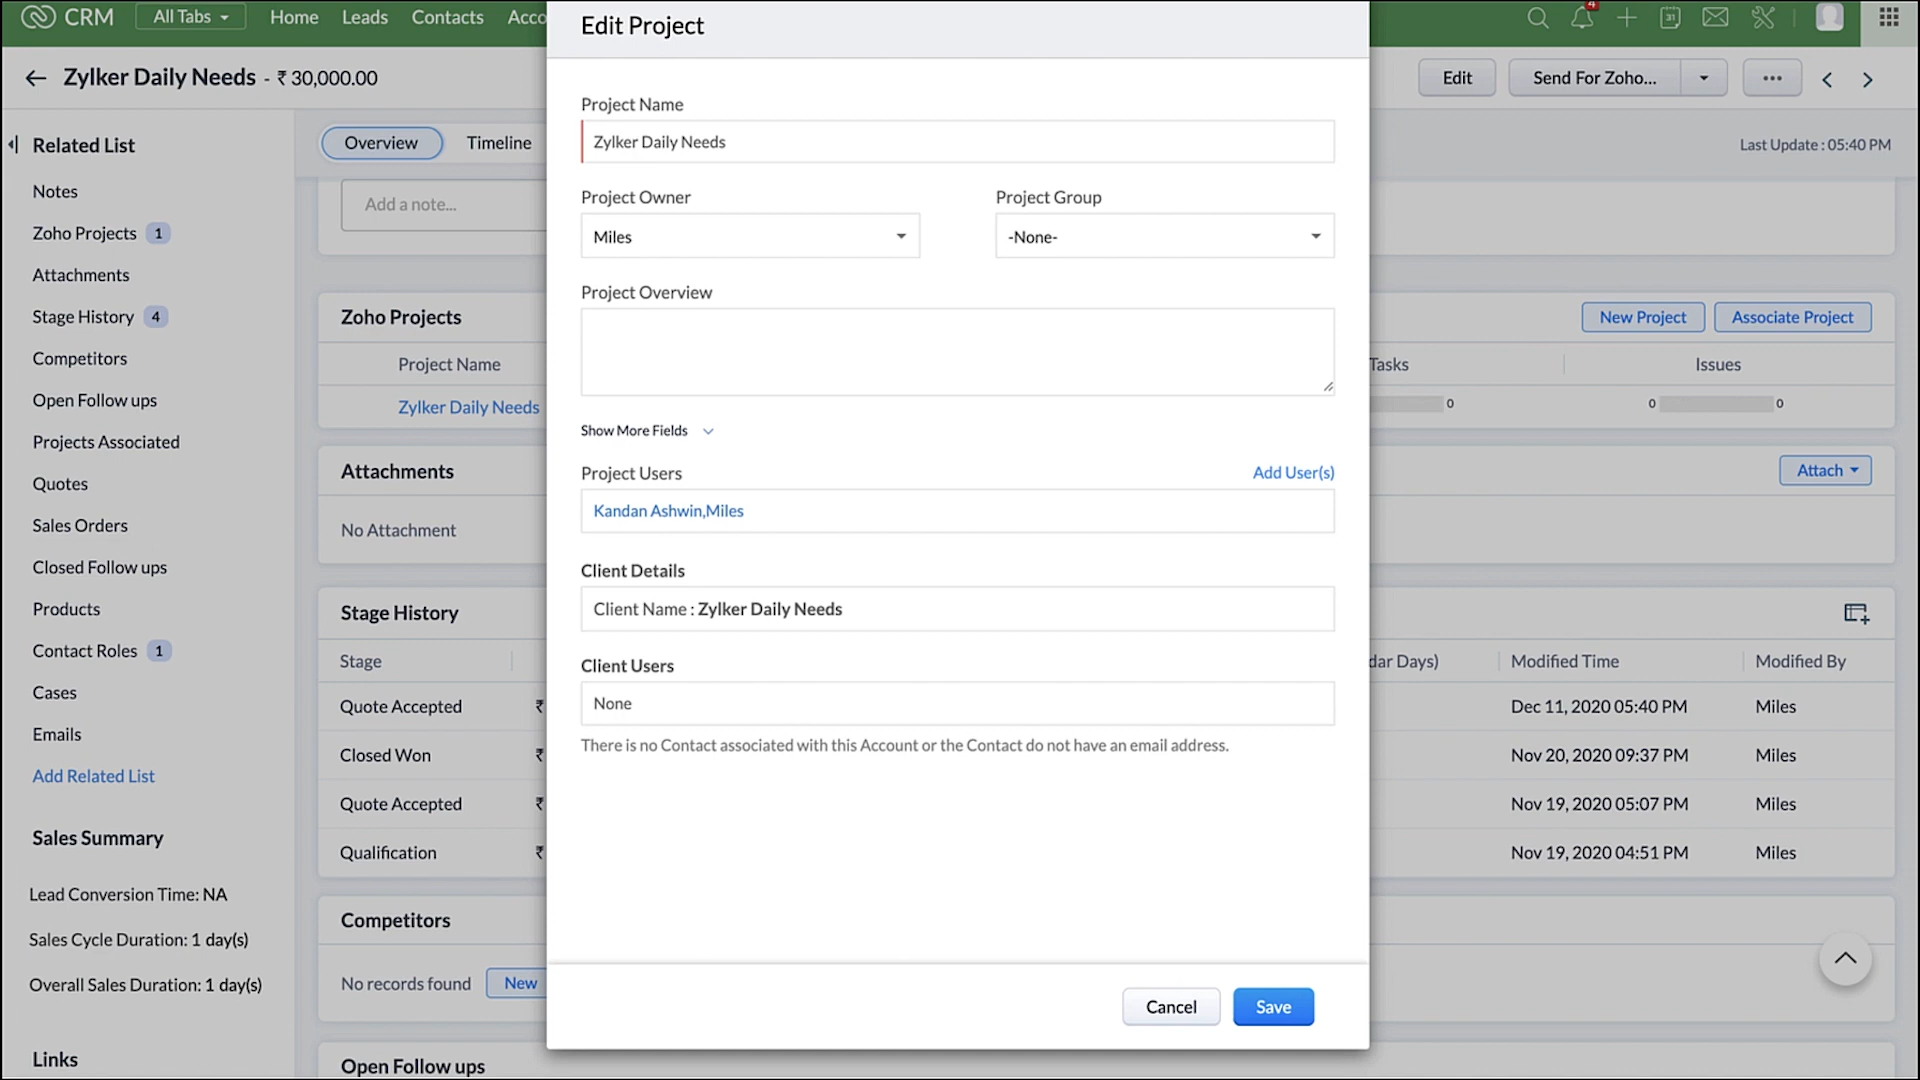 CRM All Tabs Home Leads Contacts Acco
4
31
Zylker Daily Needs - ₹ 30,000.00
Edit Send For Zoho... •••
Related List
Notes
Zoho Projects 1
Attachments
Stage History 4
Competitors
Open Follow ups
Projects Associated
Quotes
Sales Orders
Closed Follow ups
Products
Contact Roles 1
Cases
Emails
Add Related List
Sales Summary
Lead Conversion Time: NA
Sales Cycle Duration: 1 day(s)
Overall Sales Duration: 1 day(s)
Links
Overview Timeline
Last Update : 05:40 PM
Add a note...
Zoho Projects
New Project Associate Project
Project Name Tasks Issues
Zylker Daily Needs 0 0 0
Attachments
Attach
No Attachment
Stage History
Stage dar Days) Modified Time Modified By
Quote Accepted ₹ Dec 11, 2020 05:40 PM Miles
Closed Won ₹ Nov 20, 2020 09:37 PM Miles
Quote Accepted ₹ Nov 19, 2020 05:07 PM Miles
Qualification ₹ Nov 19, 2020 04:51 PM Miles
Competitors
No records found New
Open Follow ups
Edit Project
Project Name
Zylker Daily Needs
Project Owner Project Group
Miles -None-
Project Overview
Show More Fields
Project Users Add User(s)
Kandan Ashwin,Miles
Client Details
Client Name : Zylker Daily Needs
Client Users
None
There is no Contact associated with this Account or the Contact do not have an email address.
Cancel Save